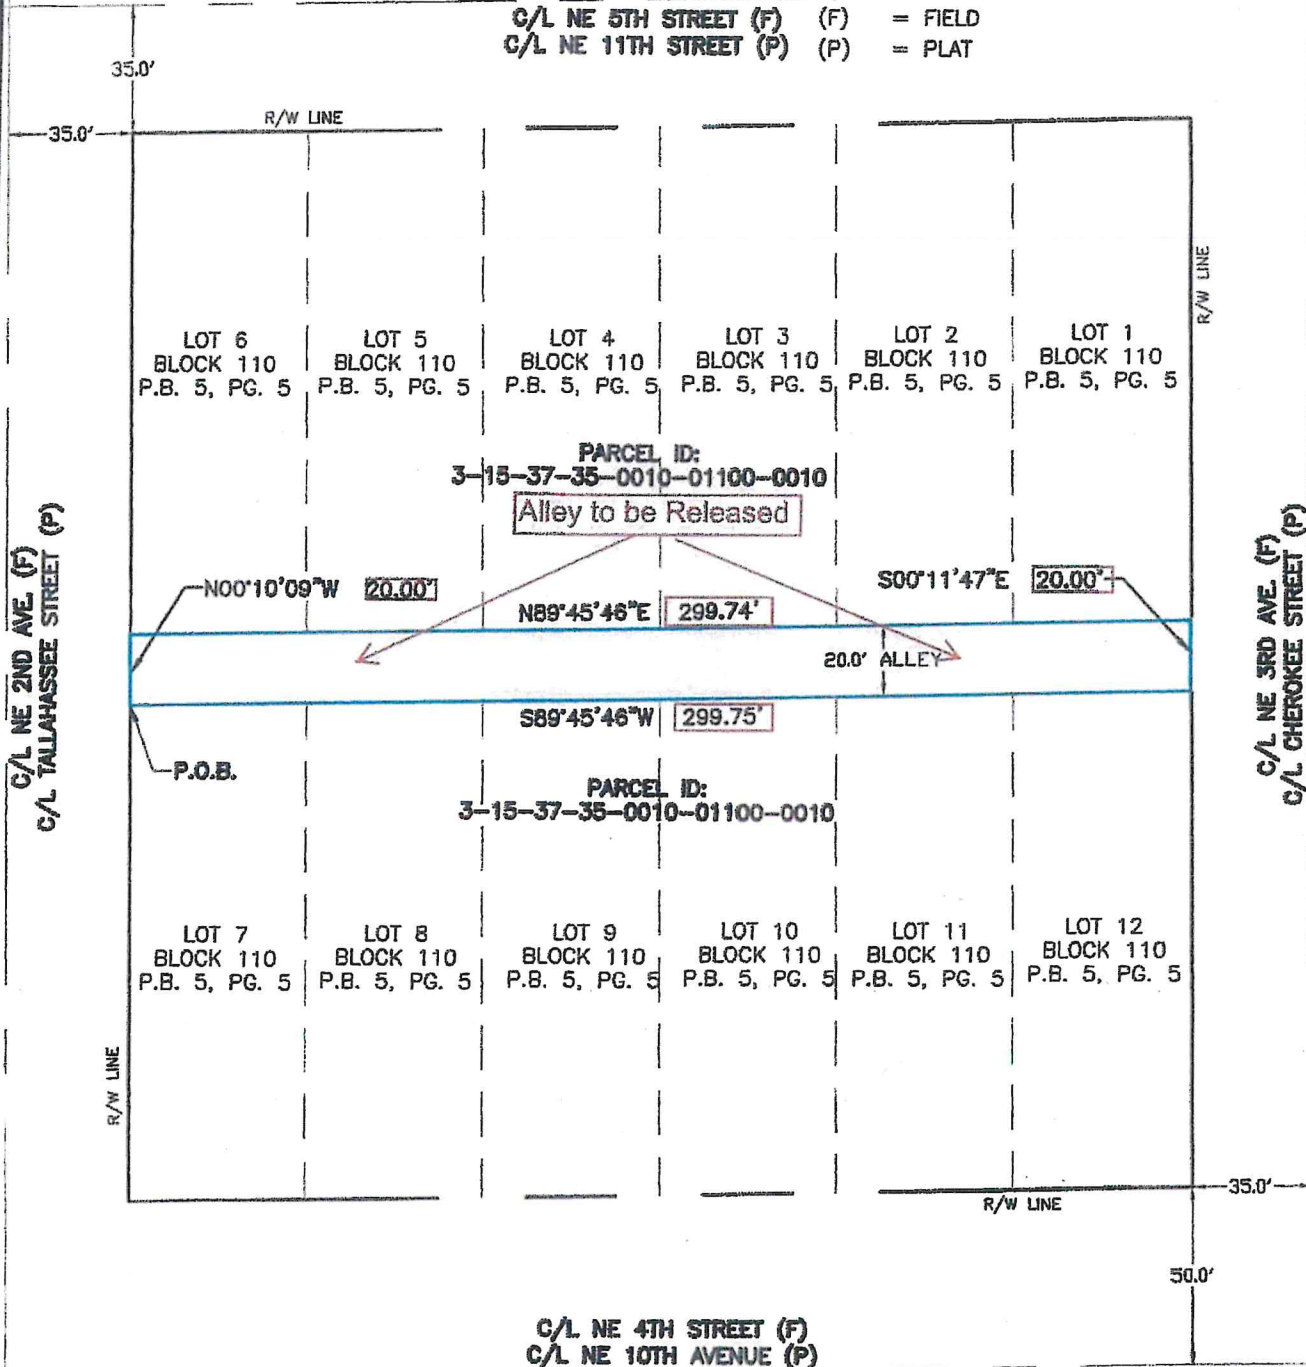 C/L NE 5TH STREET (F) (F) = FIELD
C/L NE 11TH STREET (P) (P) = PLAT
35.0'
35.0'
R/W LINE
R/W LINE
LOT 6
BLOCK 110
P.B. 5, PG. 5
LOT 5
BLOCK 110
P.B. 5, PG. 5
LOT 4
BLOCK 110
P.B. 5, PG. 5
LOT 3
BLOCK 110
P.B. 5, PG. 5
LOT 2
BLOCK 110
P.B. 5, PG. 5
LOT 1
BLOCK 110
P.B. 5, PG. 5
PARCEL ID:
3-15-37-35-0010-01100-0010
Alley to be Released
C/L NE 2ND AVE. (F)
C/L TALLAHASSEE STREET (P)
N00°10'09"W 20.00'
S00°11'47"E 20.00'
N89°45'46"E 299.74'
20.0' ALLEY
S89°45'46"W 299.75'
P.O.B.
C/L NE 3RD AVE. (F)
C/L CHEROKEE STREET (P)
PARCEL ID:
3-15-37-35-0010-01100-0010
LOT 7
BLOCK 110
P.B. 5, PG. 5
LOT 8
BLOCK 110
P.B. 5, PG. 5
LOT 9
BLOCK 110
P.B. 5, PG. 5
LOT 10
BLOCK 110
P.B. 5, PG. 5
LOT 11
BLOCK 110
P.B. 5, PG. 5
LOT 12
BLOCK 110
P.B. 5, PG. 5
R/W LINE
R/W LINE
35.0'
50.0'
C/L NE 4TH STREET (F)
C/L NE 10TH AVENUE (P)